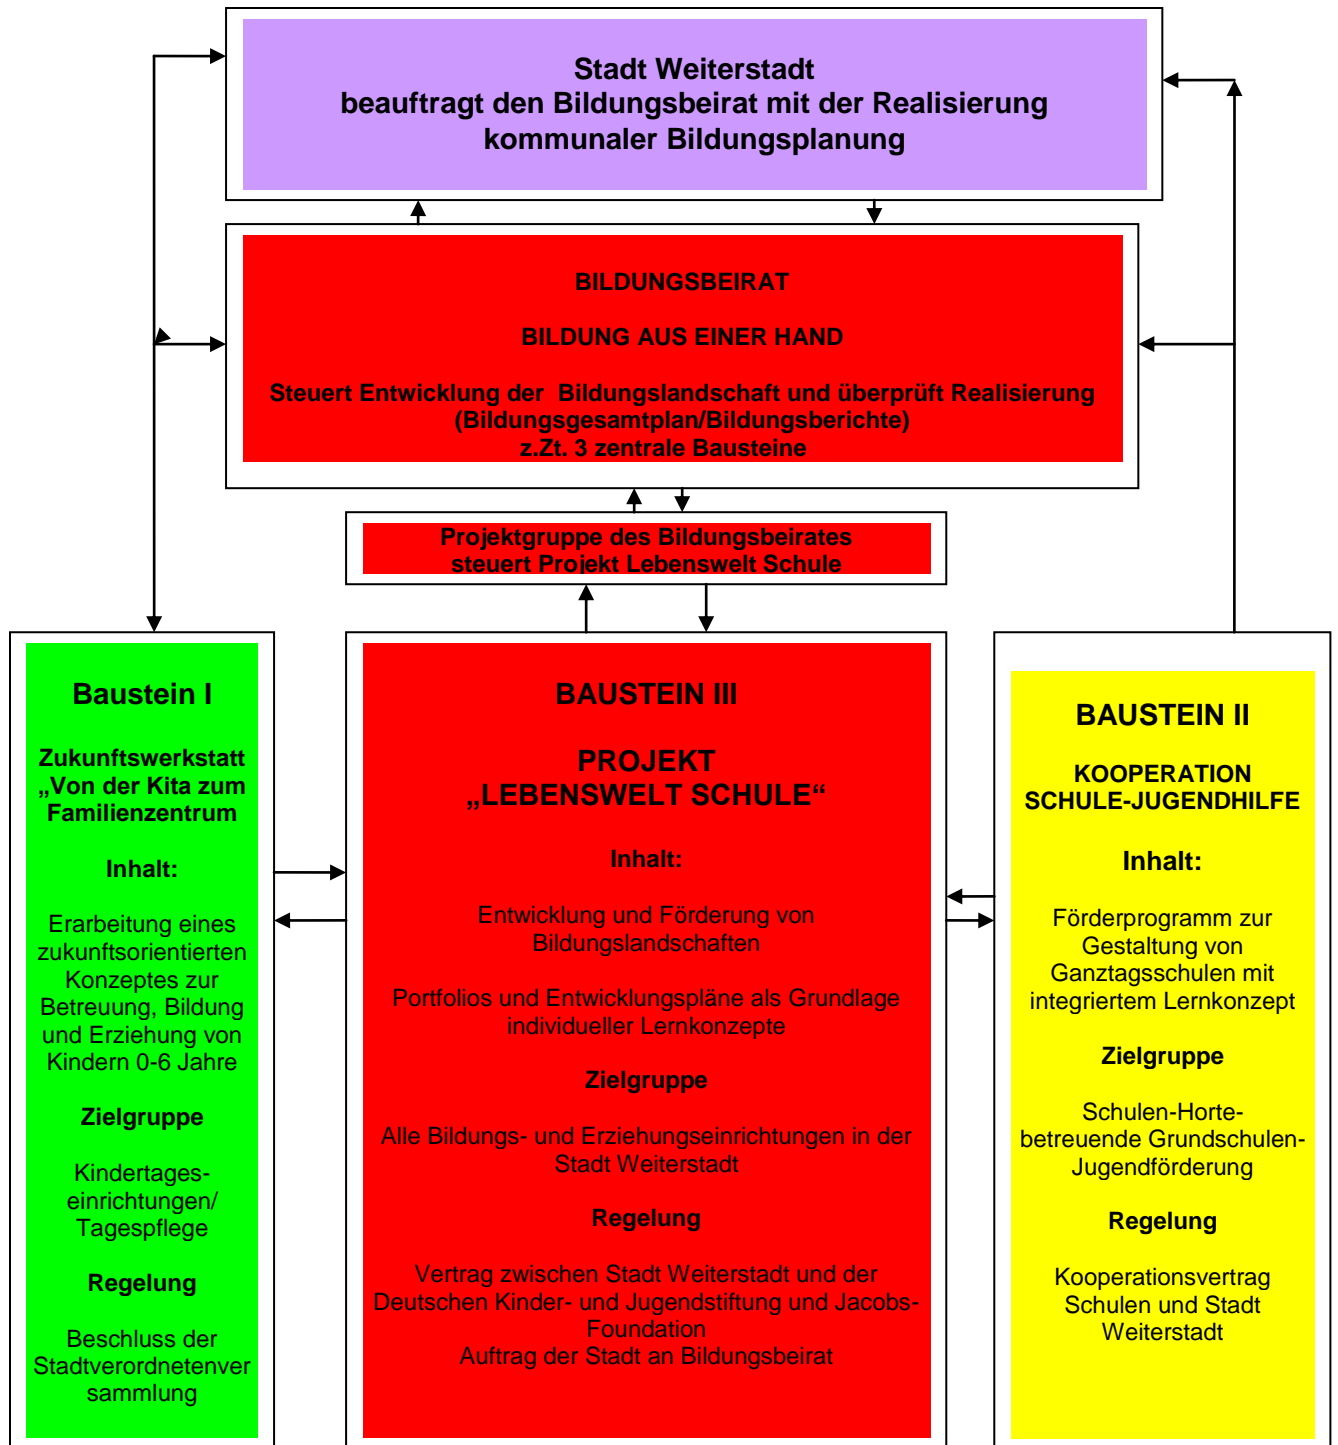 Stadt Weiterstadt
beauftragt den Bildungsbeirat mit der Realisierung
kommunaler Bildungsplanung
BILDUNGSBEIRAT
BILDUNG AUS EINER HAND
Steuert Entwicklung der Bildungslandschaft und überprüft Realisierung
(Bildungsgesamtplan/Bildungsberichte)
z.Zt. 3 zentrale Bausteine
Projektgruppe des Bildungsbeirates
steuert Projekt Lebenswelt Schule
Baustein I
Zukunftswerkstatt
„Von der Kita zum
Familienzentrum
Inhalt:
Erarbeitung eines
zukunftsorientierten
Konzeptes zur
Betreuung, Bildung
und Erziehung von
Kindern 0-6 Jahre
Zielgruppe
Kindertages-
einrichtungen/
Tagespflege
Regelung
Beschluss der
Stadtverordnetenver
sammlung
BAUSTEIN III
PROJEKT
„LEBENSWELT SCHULE“
Inhalt:
Entwicklung und Förderung von
Bildungslandschaften
Portfolios und Entwicklungspläne als Grundlage
individueller Lernkonzepte
Zielgruppe
Alle Bildungs- und Erziehungseinrichtungen in der
Stadt Weiterstadt
Regelung
Vertrag zwischen Stadt Weiterstadt und der
Deutschen Kinder- und Jugendstiftung und Jacobs-
Foundation
Auftrag der Stadt an Bildungsbeirat
BAUSTEIN II
KOOPERATION
SCHULE-JUGENDHILFE
Inhalt:
Förderprogramm zur
Gestaltung von
Ganztagsschulen mit
integriertem Lernkonzept
Zielgruppe
Schulen-Horte-
betreuende Grundschulen-
Jugendförderung
Regelung
Kooperationsvertrag
Schulen und Stadt
Weiterstadt